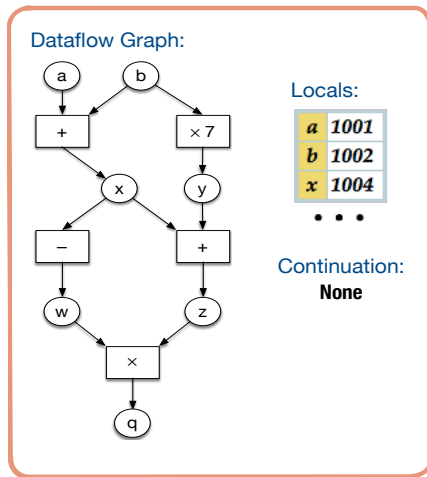 Dataflow Graph:
a b
+ × 7
x y
− +
w z
×
q
Locals:
a 1001
b 1002
x 1004
• • •
Continuation:
None